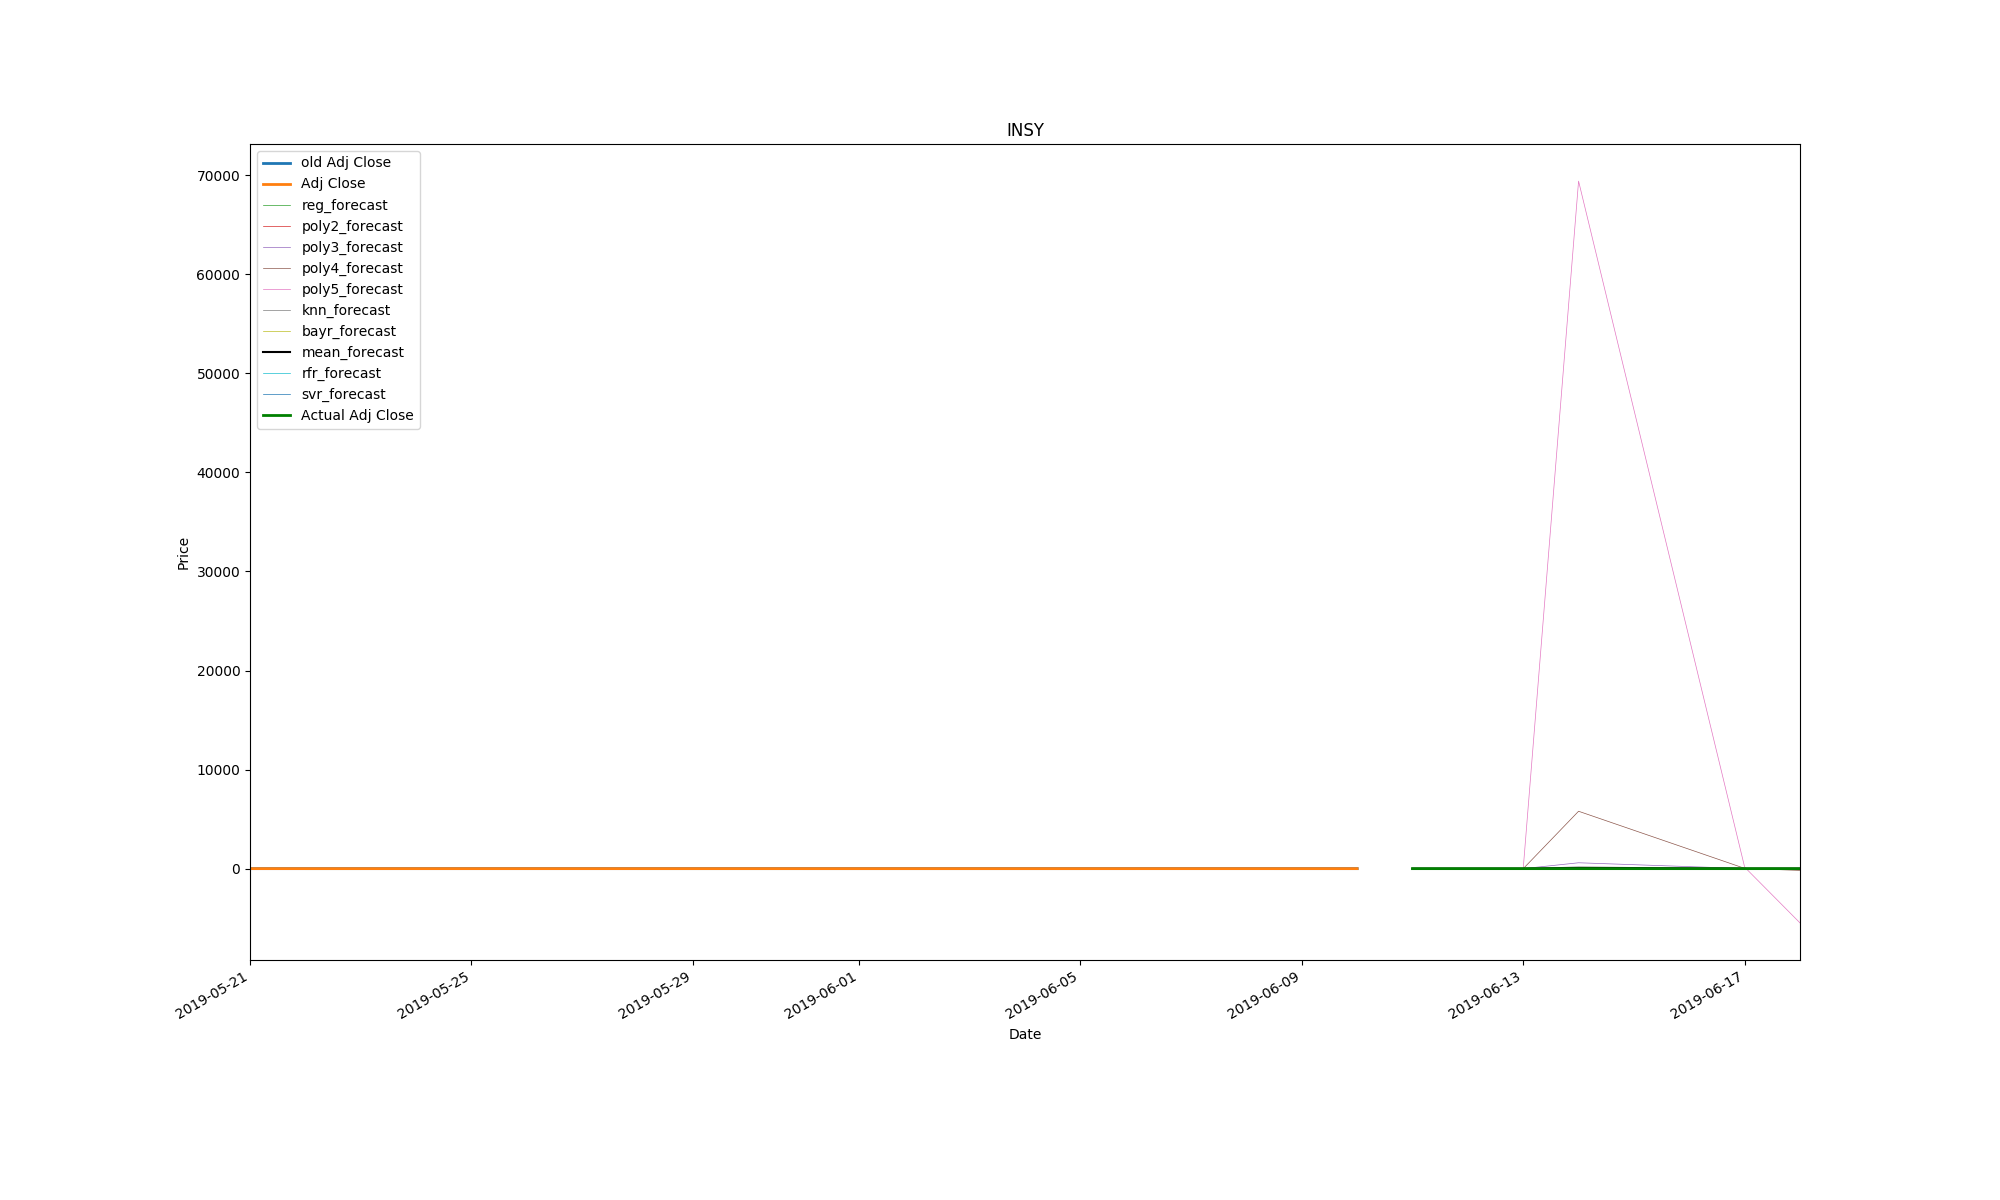 INSY
old Adj Close
Adj Close
reg_forecast
poly2_forecast
poly3_forecast
poly4_forecast
poly5_forecast
knn_forecast
bayr_forecast
mean_forecast
rfr_forecast
svr_forecast
Actual Adj Close
70000
60000
50000
40000
30000
20000
10000
0
Price
2019-05-21
2019-05-25
2019-05-29
2019-06-01
2019-06-05
2019-06-09
2019-06-13
2019-06-17
Date